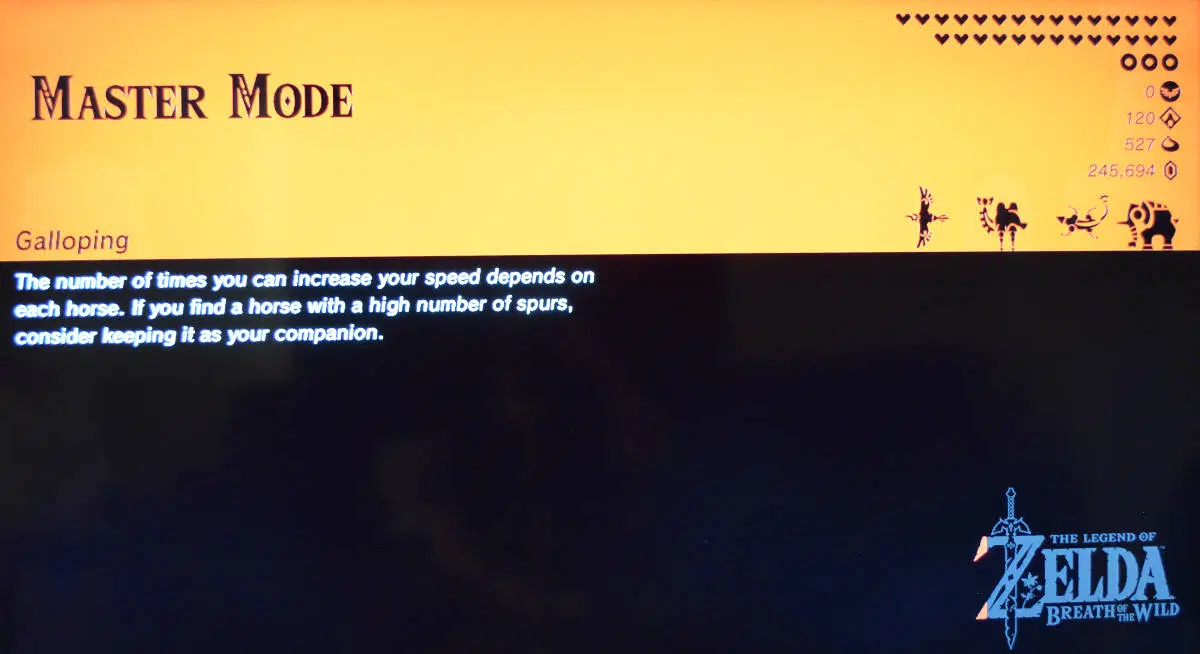 MASTER MODE
0
120
527
245,694
Galloping
The number of times you can increase your speed depends on
each horse. If you find a horse with a high number of spurs,
consider keeping it as your companion.
THE LEGEND OF
ZELDA
BREATH OF THE WILD